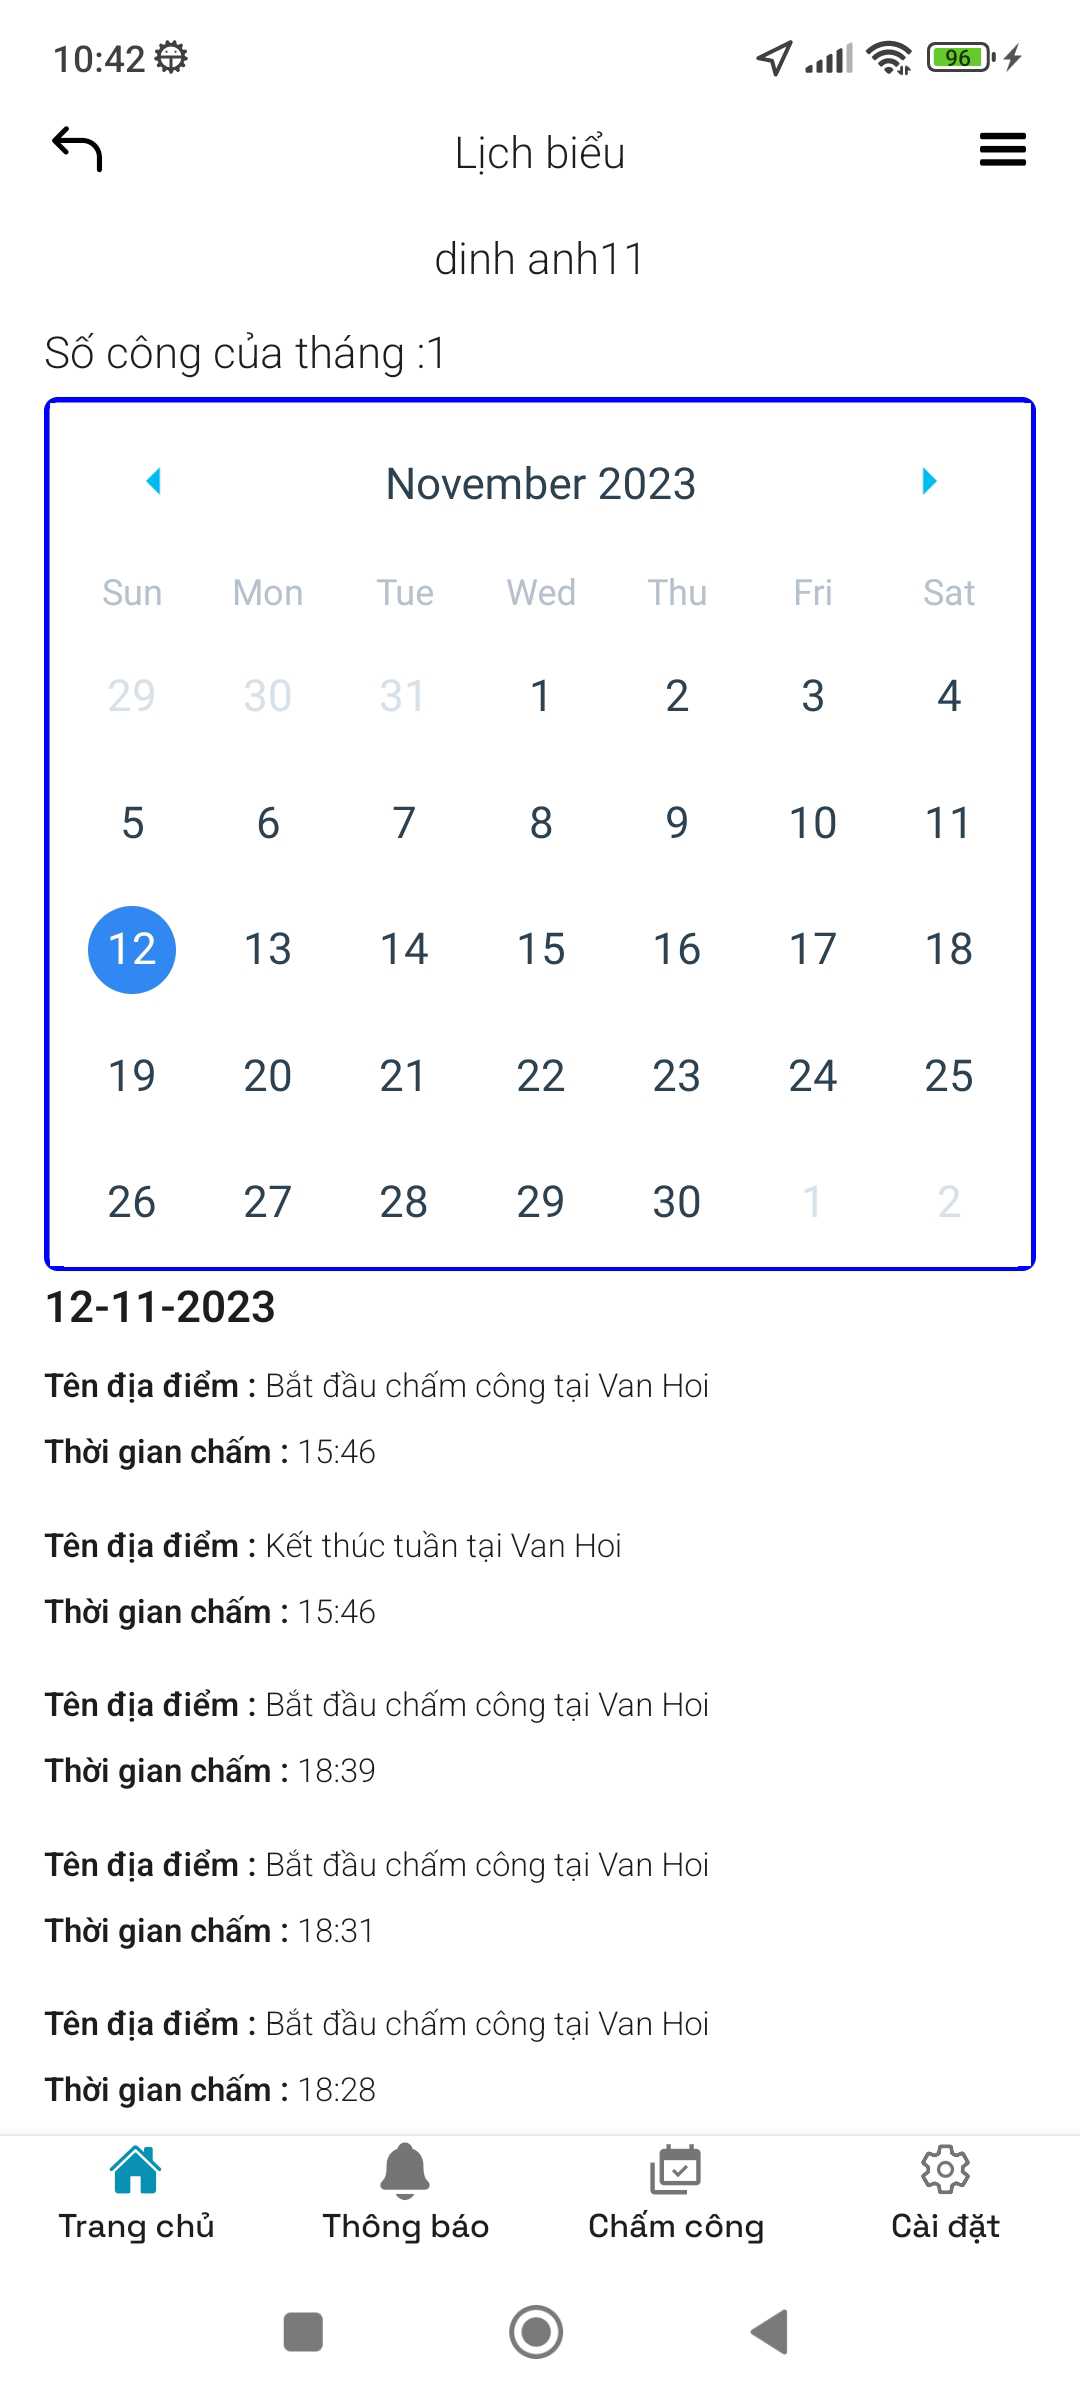 10:42
96
Lịch biểu
dinh anh11
Số công của tháng :1
November 2023
Sun Mon Tue Wed Thu Fri Sat
29 30 31 1 2 3 4
5 6 7 8 9 10 11
12 13 14 15 16 17 18
19 20 21 22 23 24 25
26 27 28 29 30 1 2
12-11-2023
Tên địa điểm : Bắt đầu chấm công tại Van Hoi
Thời gian chấm : 15:46
Tên địa điểm : Kết thúc tuần tại Van Hoi
Thời gian chấm : 15:46
Tên địa điểm : Bắt đầu chấm công tại Van Hoi
Thời gian chấm : 18:39
Tên địa điểm : Bắt đầu chấm công tại Van Hoi
Thời gian chấm : 18:31
Tên địa điểm : Bắt đầu chấm công tại Van Hoi
Thời gian chấm : 18:28
Trang chủ Thông báo Chấm công Cài đặt